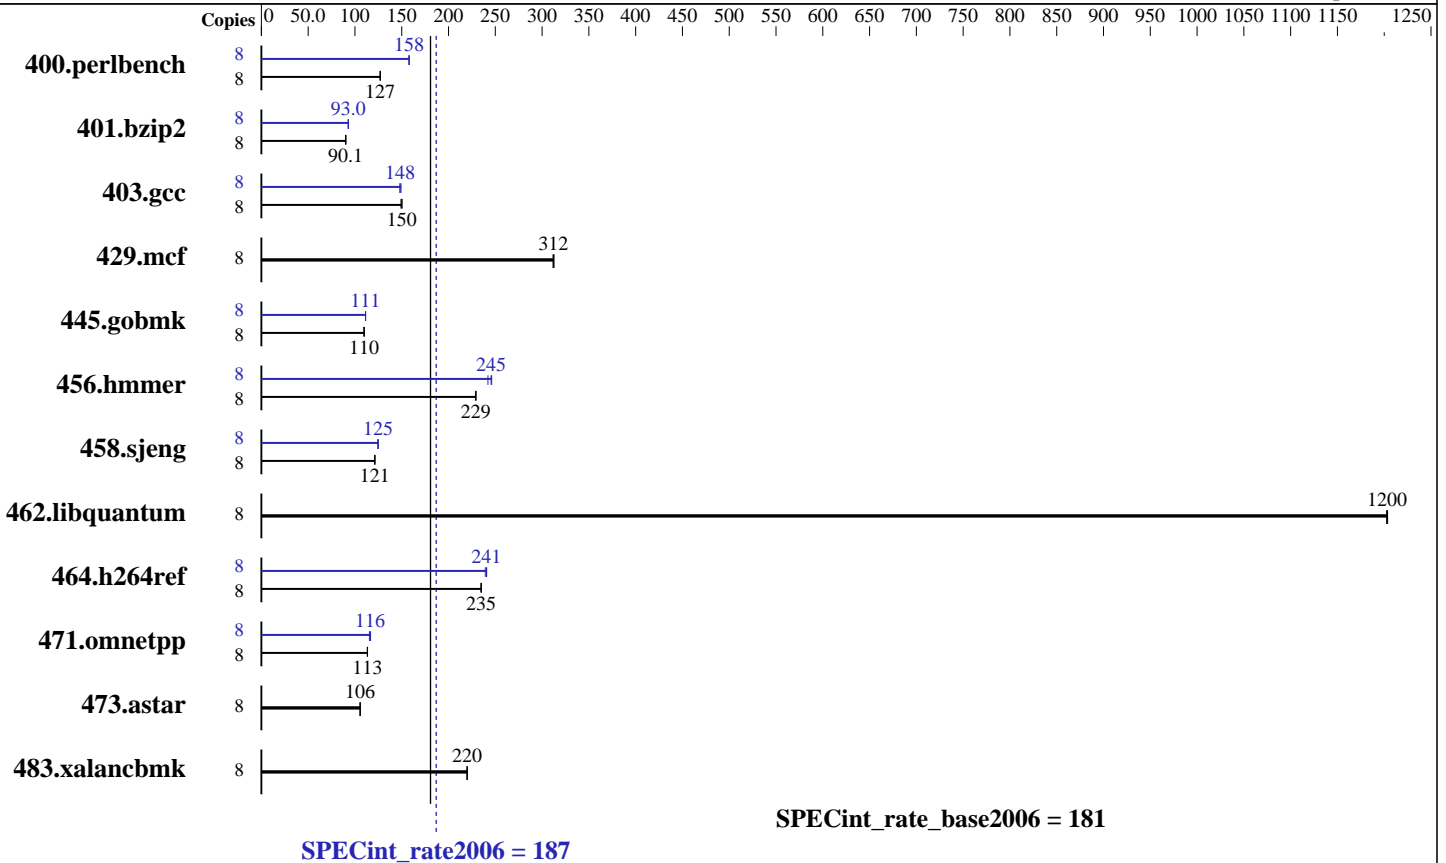 Copies 0 50.0 100 150 200 250 300 350 400 450 500 550 600 650 700 750 800 850 900 950 1000 1050 1100 1150 1250
400.perlbench 8 158
8 127
401.bzip2 8 93.0
8 90.1
403.gcc 8 148
8 150
429.mcf 8 312
445.gobmk 8 111
8 110
456.hmmer 8 245
8 229
458.sjeng 8 125
8 121
462.libquantum 8 1200
464.h264ref 8 241
8 235
471.omnetpp 8 116
8 113
473.astar 8 106
483.xalancbmk 8 220
SPECint_rate_base2006 = 181
SPECint_rate2006 = 187